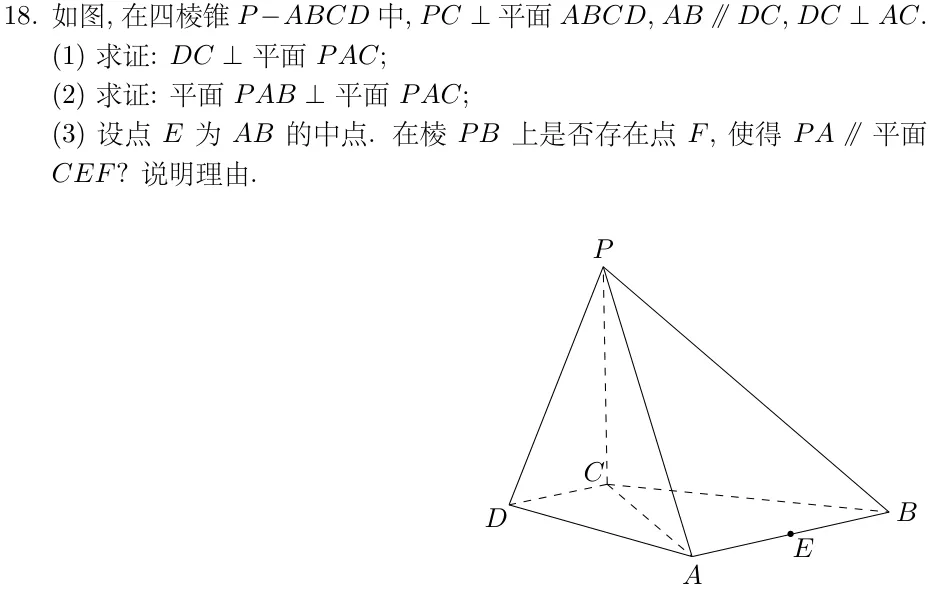 18. 如图, 在四棱锥 P−ABCD 中, PC ⊥ 平面 ABCD, AB ∥ DC, DC ⊥ AC.
(1) 求证: DC ⊥ 平面 PAC;
(2) 求证: 平面 PAB ⊥ 平面 PAC;
(3) 设点 E 为 AB 的中点. 在棱 PB 上是否存在点 F, 使得 PA ∥ 平面
CEF? 说明理由.
P
C
D
B
E
A